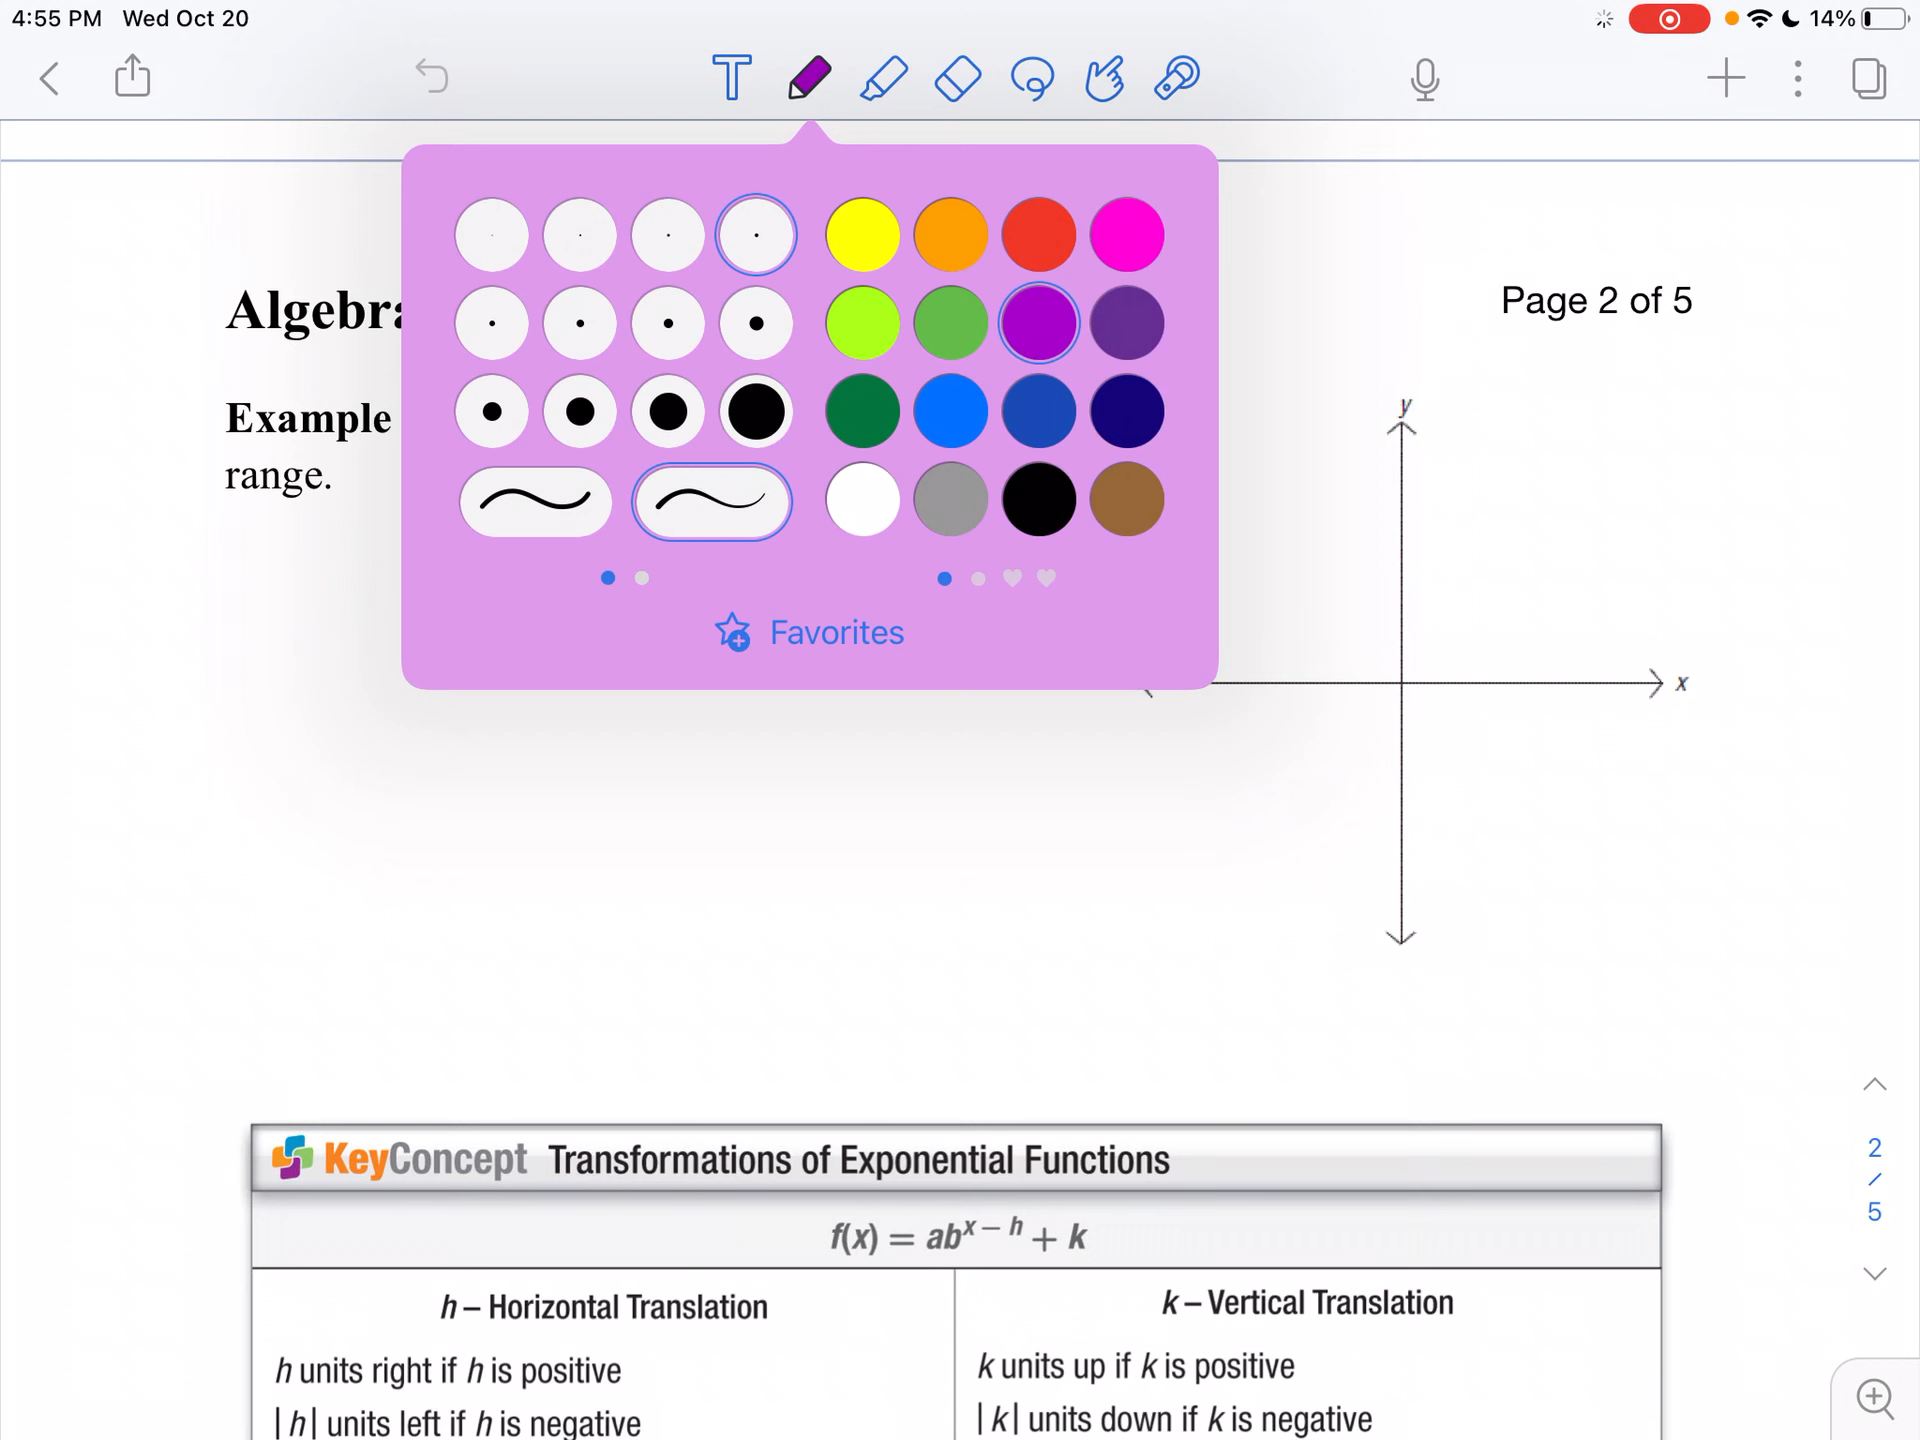 4:55 PM Wed Oct 20
14%
Page 2 of 5
Example
range.
Favorites
y
x
KeyConcept Transformations of Exponential Functions
f(x) = ab^{x – h} + k
h – Horizontal Translation
h units right if h is positive
|h| units left if h is negative
k – Vertical Translation
k units up if k is positive
|k| units down if k is negative
2
/
5